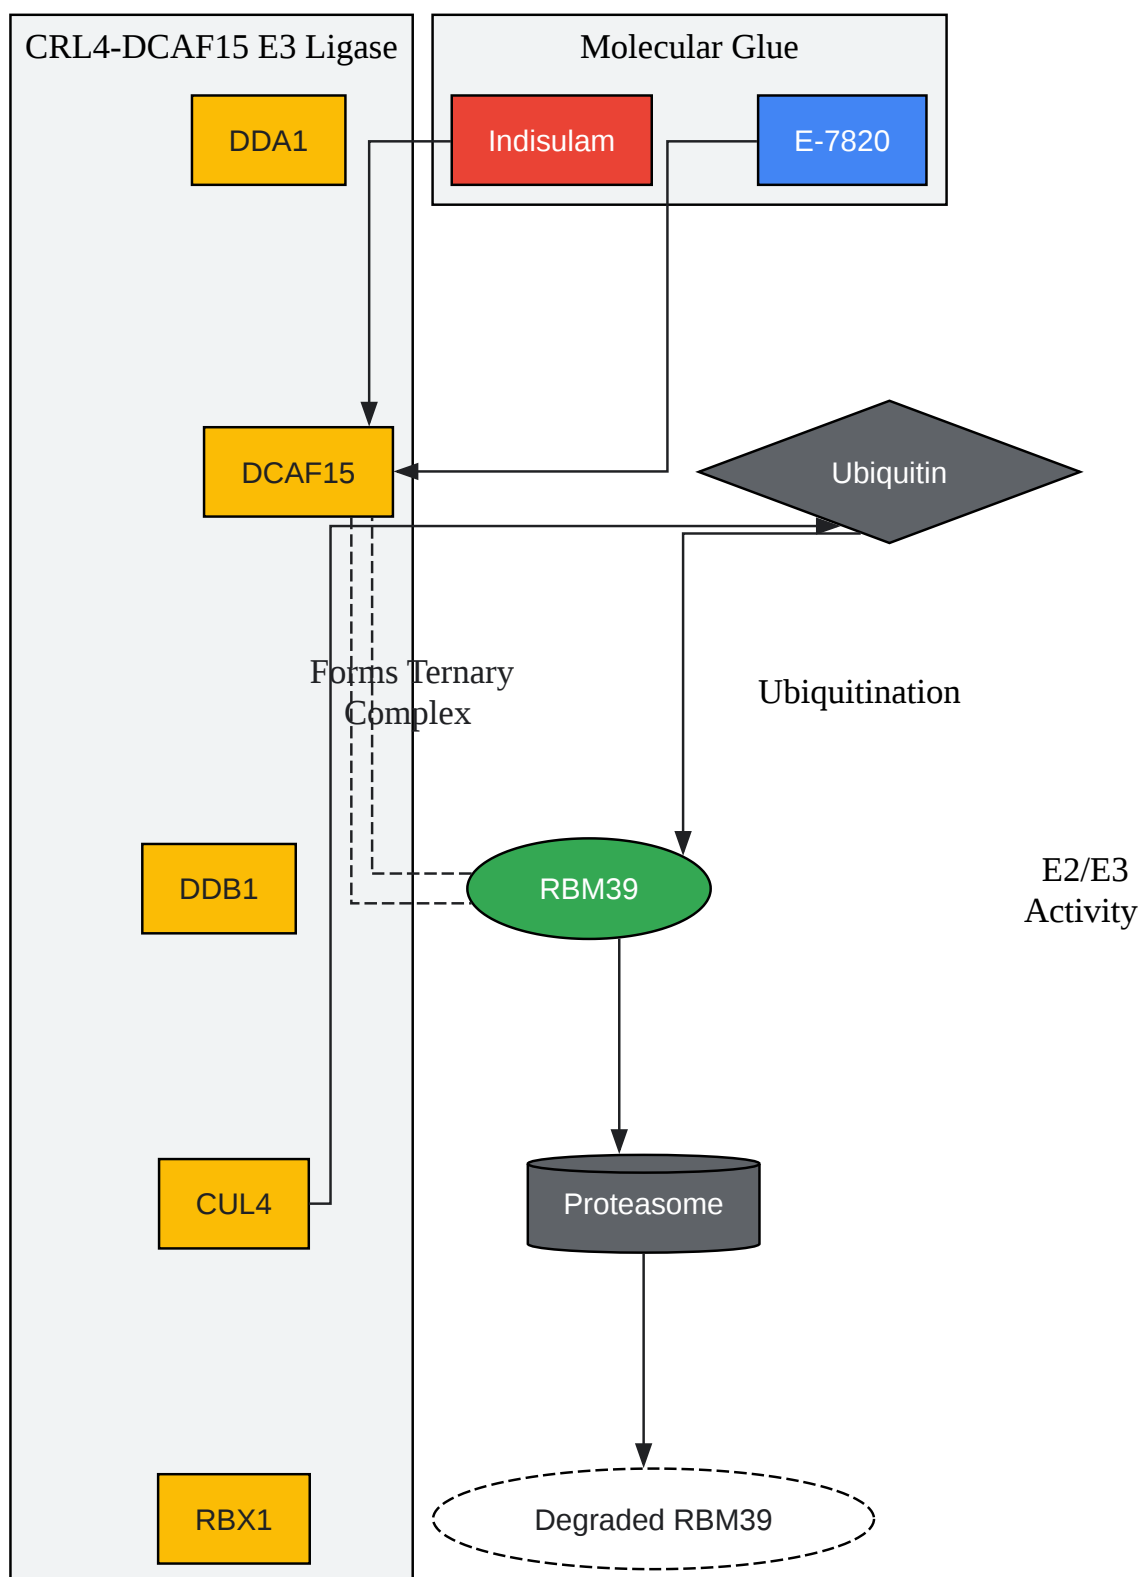 CRL4-DCAF15 E3 Ligase
Molecular Glue
DDA1
Indisulam
E-7820
DCAF15
Ubiquitin
Forms Ternary
Complex
Ubiquitination
DDB1
RBM39
E2/E3
Activity
CUL4
Proteasome
RBX1
Degraded RBM39